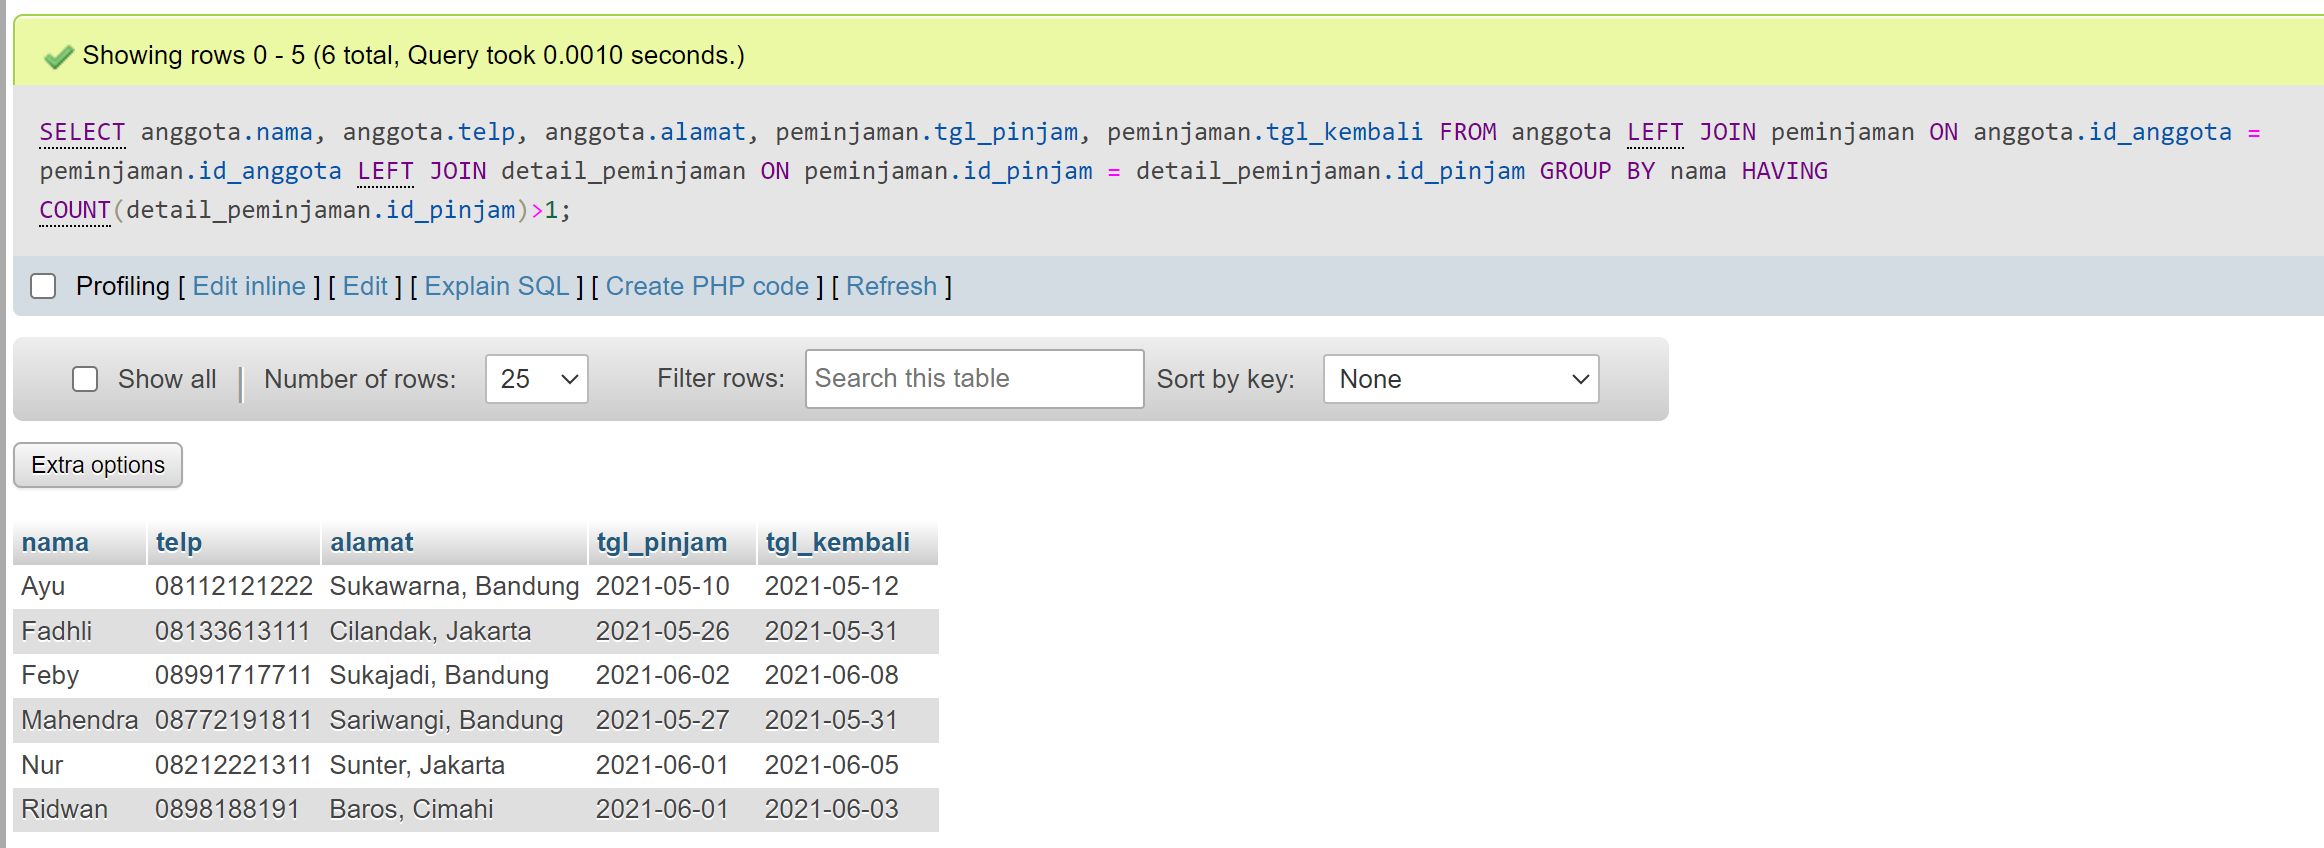 Showing rows 0 - 5 (6 total, Query took 0.0010 seconds.)
SELECT anggota.nama, anggota.telp, anggota.alamat, peminjaman.tgl_pinjam, peminjaman.tgl_kembali FROM anggota LEFT JOIN peminjaman ON anggota.id_anggota =
peminjaman.id_anggota LEFT JOIN detail_peminjaman ON peminjaman.id_pinjam = detail_peminjaman.id_pinjam GROUP BY nama HAVING
COUNT(detail_peminjaman.id_pinjam)>1;
Profiling [ Edit inline ] [ Edit ] [ Explain SQL ] [ Create PHP code ] [ Refresh ]
Show all | Number of rows: 25 Filter rows: Search this table Sort by key: None
Extra options
nama telp alamat tgl_pinjam tgl_kembali
Ayu 08112121222 Sukawarna, Bandung 2021-05-10 2021-05-12
Fadhli 08133613111 Cilandak, Jakarta 2021-05-26 2021-05-31
Feby 08991717711 Sukajadi, Bandung 2021-06-02 2021-06-08
Mahendra 08772191811 Sariwangi, Bandung 2021-05-27 2021-05-31
Nur 08212221311 Sunter, Jakarta 2021-06-01 2021-06-05
Ridwan 0898188191 Baros, Cimahi 2021-06-01 2021-06-03